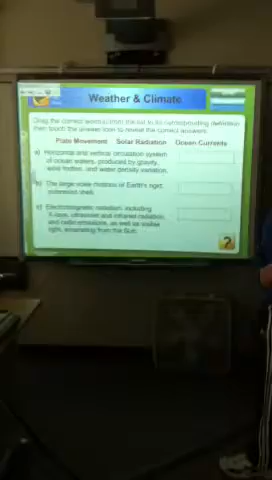 Weather & Climate
Drag the correct word(s) from the list to its corresponding definition
then touch the answer icon to reveal the correct answers.
Plate Movement Solar Radiation Ocean Currents
a) Horizontal and vertical circulation system
of ocean waters, produced by gravity,
wind friction, and water density variation.
b) The large scale motions of Earth's rigid
outermost shell.
c) Electromagnetic radiation, including
X-rays, ultraviolet and infrared radiation,
and radio emissions, as well as visible
light, emanating from the Sun.
?